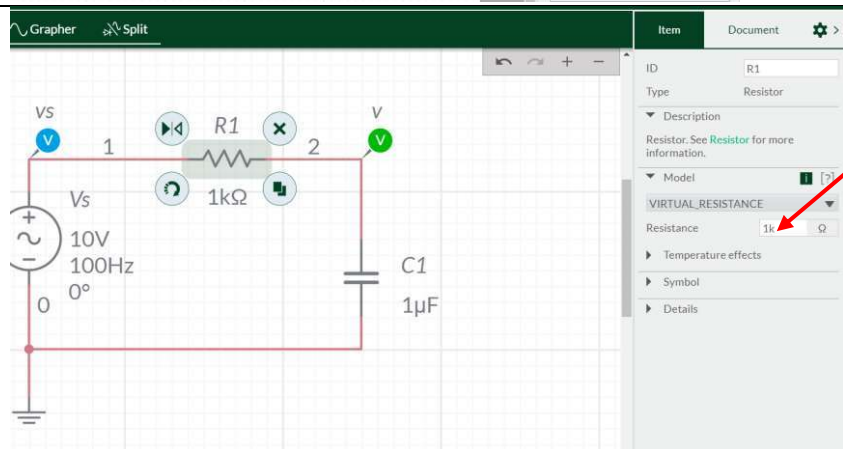 Grapher Split
Item Document
ID R1
Type Resistor
Description
Resistor. See Resistor for more
information.
Model i [?]
VIRTUAL_RESISTANCE
Resistance 1k Ω
Temperature effects
Symbol
Details
vs
V
1
R1
1kΩ
2
v
V
Vs
10V
100Hz
0°
0
C1
1µF